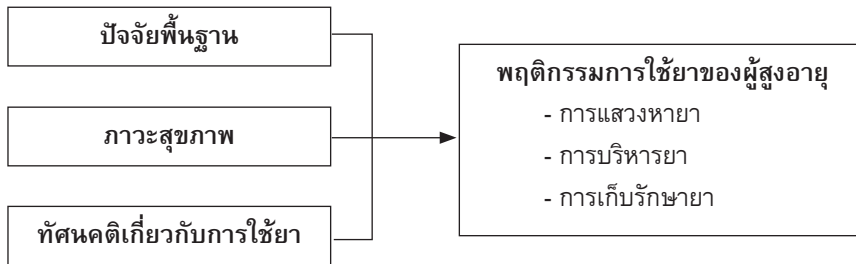 ปัจจัยพื้นฐาน
ภาวะสุขภาพ
ทัศนคติเกี่ยวกับการใช้ยา
พฤติกรรมการใช้ยาของผู้สูงอายุ
- การแสวงหายา
- การบริหารยา
- การเก็บรักษายา